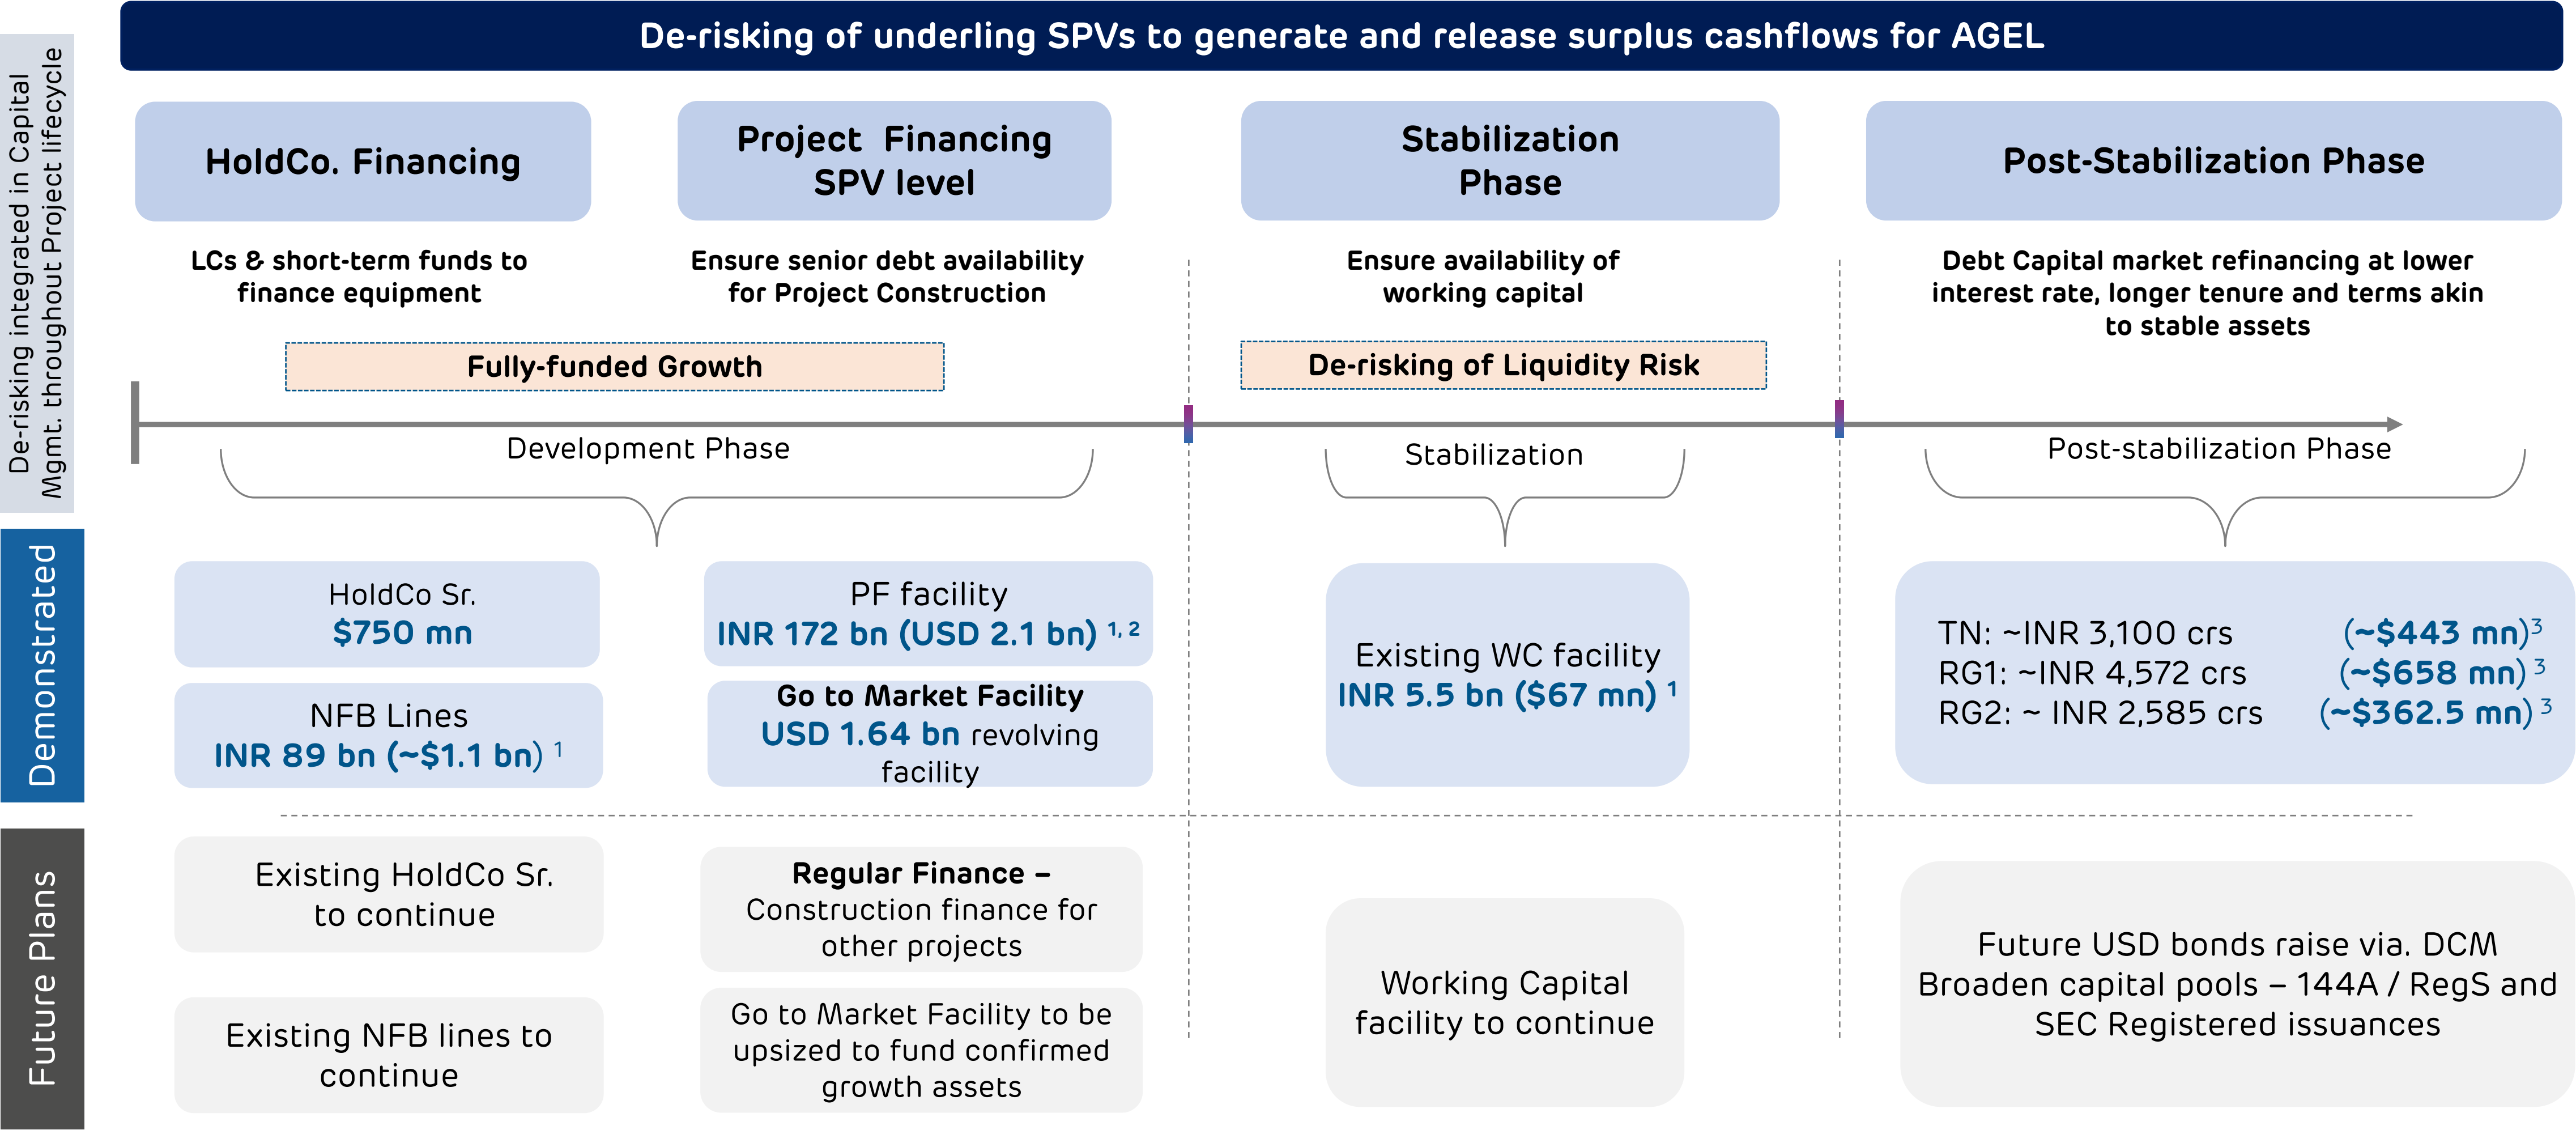 De-risking of underling SPVs to generate and release surplus cashflows for AGEL
De-risking integrated in Capital
Mgmt. throughout Project lifecycle
HoldCo. Financing
Project Financing
SPV level
Stabilization
Phase
Post-Stabilization Phase
LCs & short-term funds to
finance equipment
Ensure senior debt availability
for Project Construction
Ensure availability of
working capital
Debt Capital market refinancing at lower
interest rate, longer tenure and terms akin
to stable assets
Fully-funded Growth
De-risking of Liquidity Risk
Development Phase
Stabilization
Post-stabilization Phase
Demonstrated
HoldCo Sr.
$750 mn
NFB Lines
INR 89 bn (~$1.1 bn) 1
PF facility
INR 172 bn (USD 2.1 bn) 1, 2
Go to Market Facility
USD 1.64 bn revolving
facility
Existing WC facility
INR 5.5 bn ($67 mn) 1
TN: ~INR 3,100 crs (~$443 mn)3
RG1: ~INR 4,572 crs (~$658 mn) 3
RG2: ~ INR 2,585 crs (~$362.5 mn) 3
Future Plans
Existing HoldCo Sr.
to continue
Existing NFB lines to
continue
Regular Finance –
Construction finance for
other projects
Go to Market Facility to be
upsized to fund confirmed
growth assets
Working Capital
facility to continue
Future USD bonds raise via. DCM
Broaden capital pools – 144A / RegS and
SEC Registered issuances